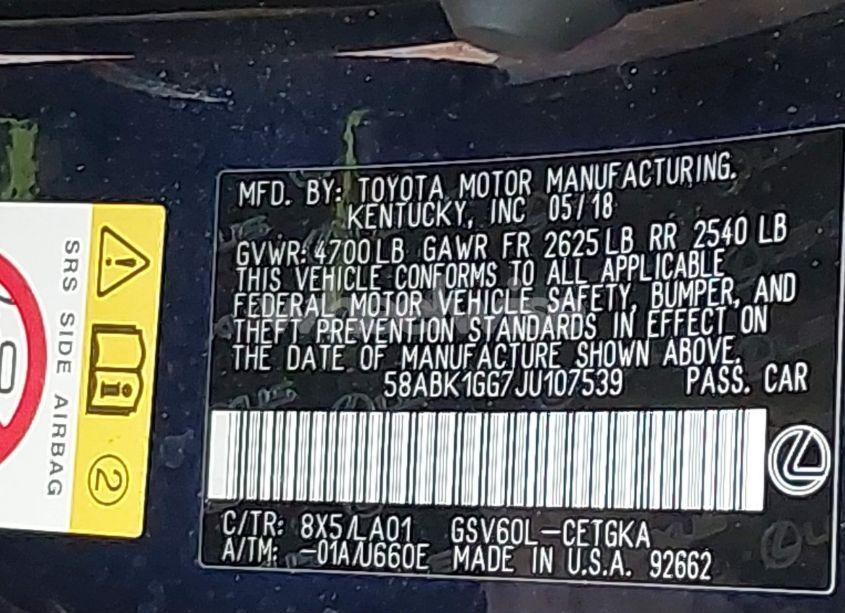 MFD. BY: TOYOTA MOTOR MANUFACTURING.
KENTUCKY, INC 05/18
GVWR: 4700 LB GAWR FR 2625 LB RR 2540 LB
THIS VEHICLE CONFORMS TO ALL APPLICABLE
FEDERAL MOTOR VEHICLE SAFETY, BUMPER, AND
THEFT PREVENTION STANDARDS IN EFFECT ON
THE DATE OF MANUFACTURE SHOWN ABOVE.
58ABK1GG7JU107539 PASS. CAR
C/TR: 8X5/LA01 GSV60L-CETGKA
A/TM: -01A/U660E MADE IN U.S.A. 92662
SRS SIDE AIRBAG
2